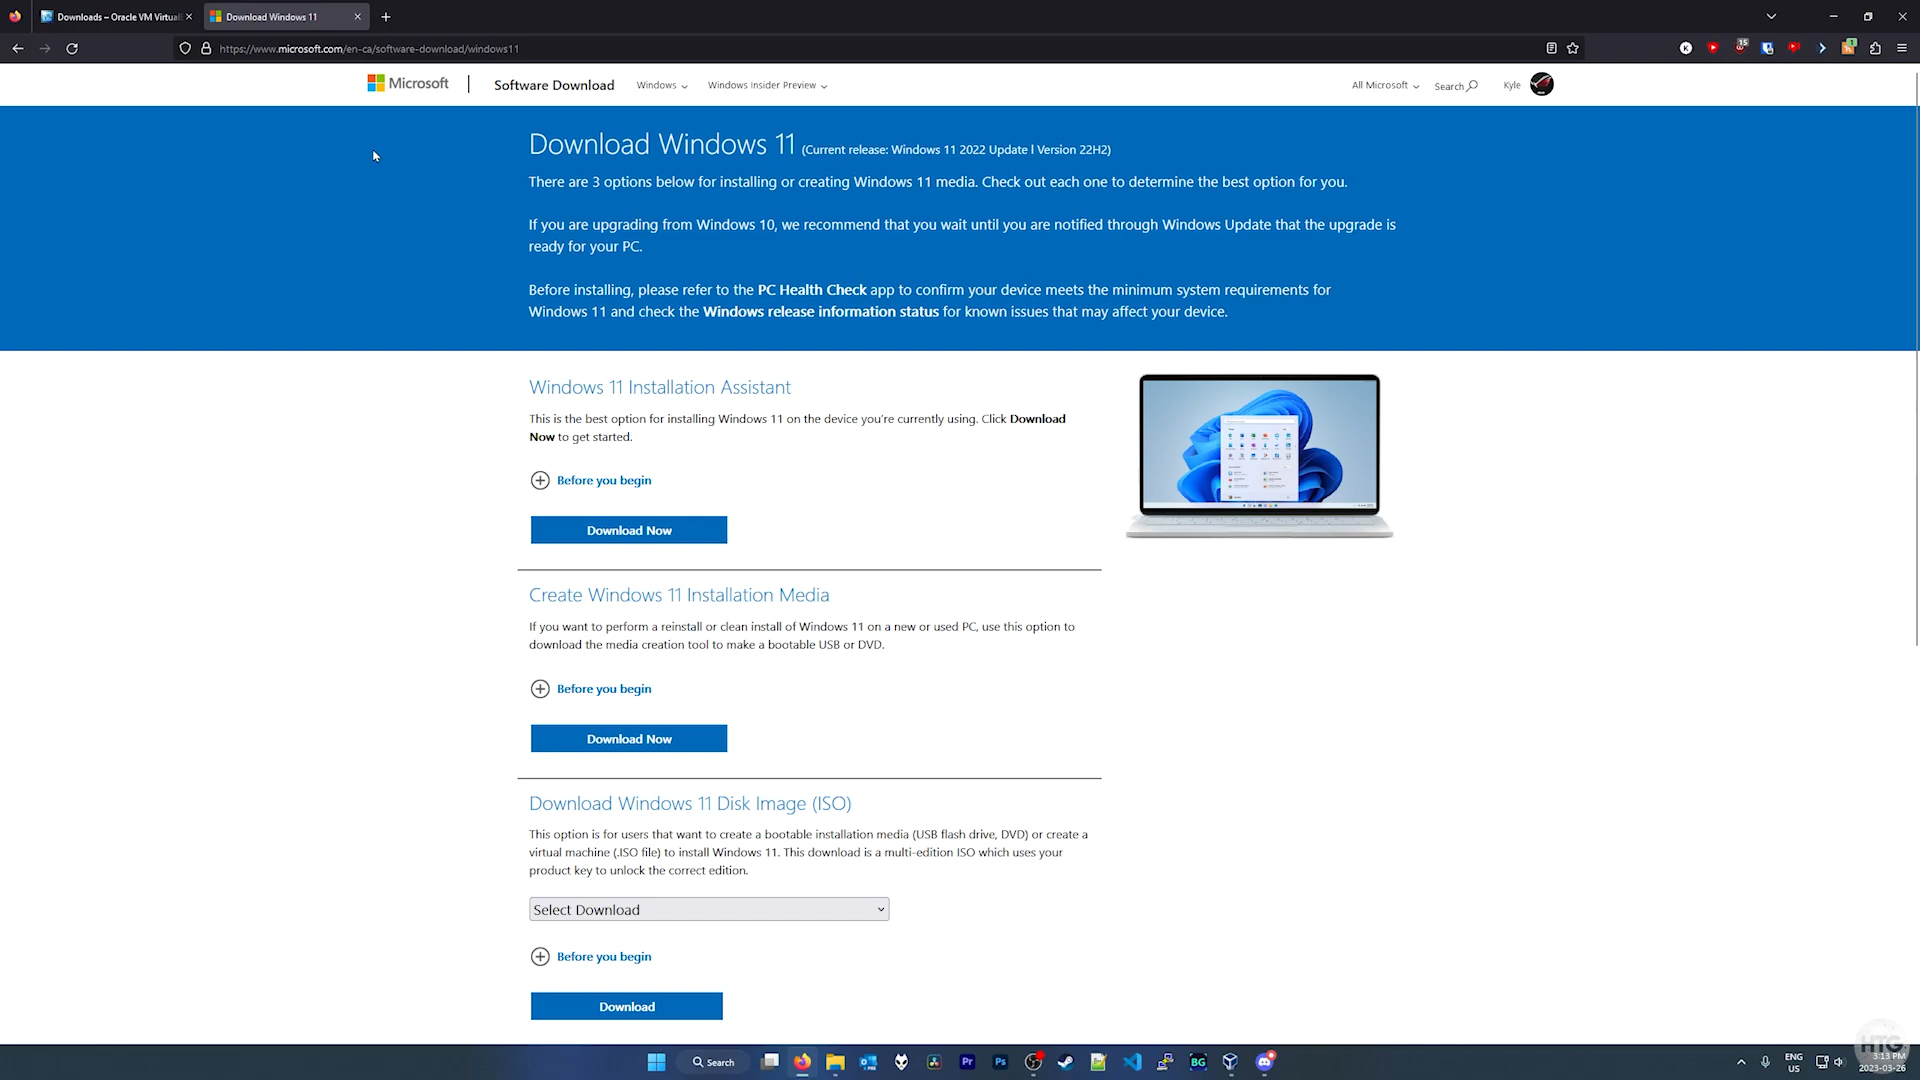 Downloads – Oracle VM Virtual
Download Windows 11
https://www.microsoft.com/en-ca/software-download/windows11
15
1
Microsoft
Software Download
Windows
Windows Insider Preview
All Microsoft
Search
Kyle
Download Windows 11 (Current release: Windows 11 2022 Update l Version 22H2)
There are 3 options below for installing or creating Windows 11 media. Check out each one to determine the best option for you.
If you are upgrading from Windows 10, we recommend that you wait until you are notified through Windows Update that the upgrade is
ready for your PC.
Before installing, please refer to the PC Health Check app to confirm your device meets the minimum system requirements for
Windows 11 and check the Windows release information status for known issues that may affect your device.
Windows 11 Installation Assistant
This is the best option for installing Windows 11 on the device you're currently using. Click Download
Now to get started.
Before you begin
Download Now
Create Windows 11 Installation Media
If you want to perform a reinstall or clean install of Windows 11 on a new or used PC, use this option to
download the media creation tool to make a bootable USB or DVD.
Before you begin
Download Now
Download Windows 11 Disk Image (ISO)
This option is for users that want to create a bootable installation media (USB flash drive, DVD) or create a
virtual machine (.ISO file) to install Windows 11. This download is a multi-edition ISO which uses your
product key to unlock the correct edition.
Select Download
Before you begin
Download
Search
Pr
Ps
BG
ENG
US
HTG
3:13 PM
2023-03-26